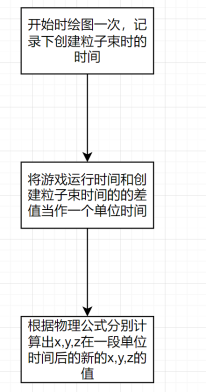 开始时绘图一次，记
录下创建粒子束时的
时间
将游戏运行时间和创
建粒子束时间的的差
值当作一个单位时间
根据物理公式分别计
算出x,y,z在一段单位
时间后的新的x,y,z的
值